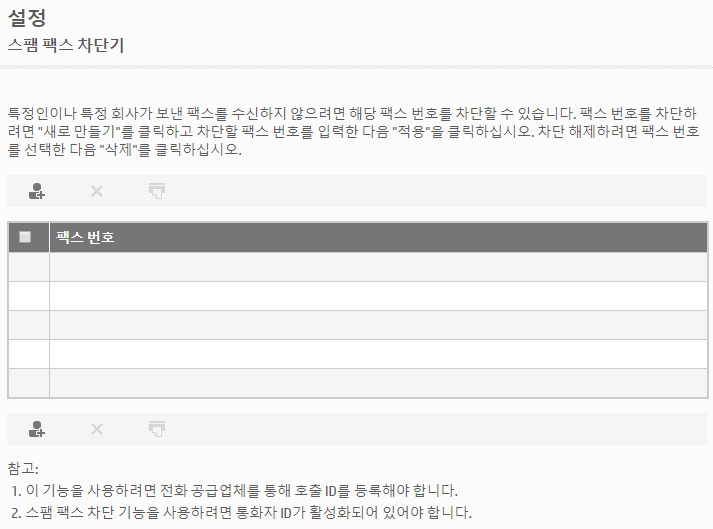 설정
스팸 팩스 차단기
특정인이나 특정 회사가 보낸 팩스를 수신하지 않으려면 해당 팩스 번호를 차단할 수 있습니다. 팩스 번호를 차단하
려면 "새로 만들기"를 클릭하고 차단할 팩스 번호를 입력한 다음 "적용"을 클릭하십시오. 차단 해제하려면 팩스 번호
를 선택한 다음 "삭제"를 클릭하십시오.
팩스 번호
참고:
1. 이 기능을 사용하려면 전화 공급업체를 통해 호출 ID를 등록해야 합니다.
2. 스팸 팩스 차단 기능을 사용하려면 통화자 ID가 활성화되어 있어야 합니다.